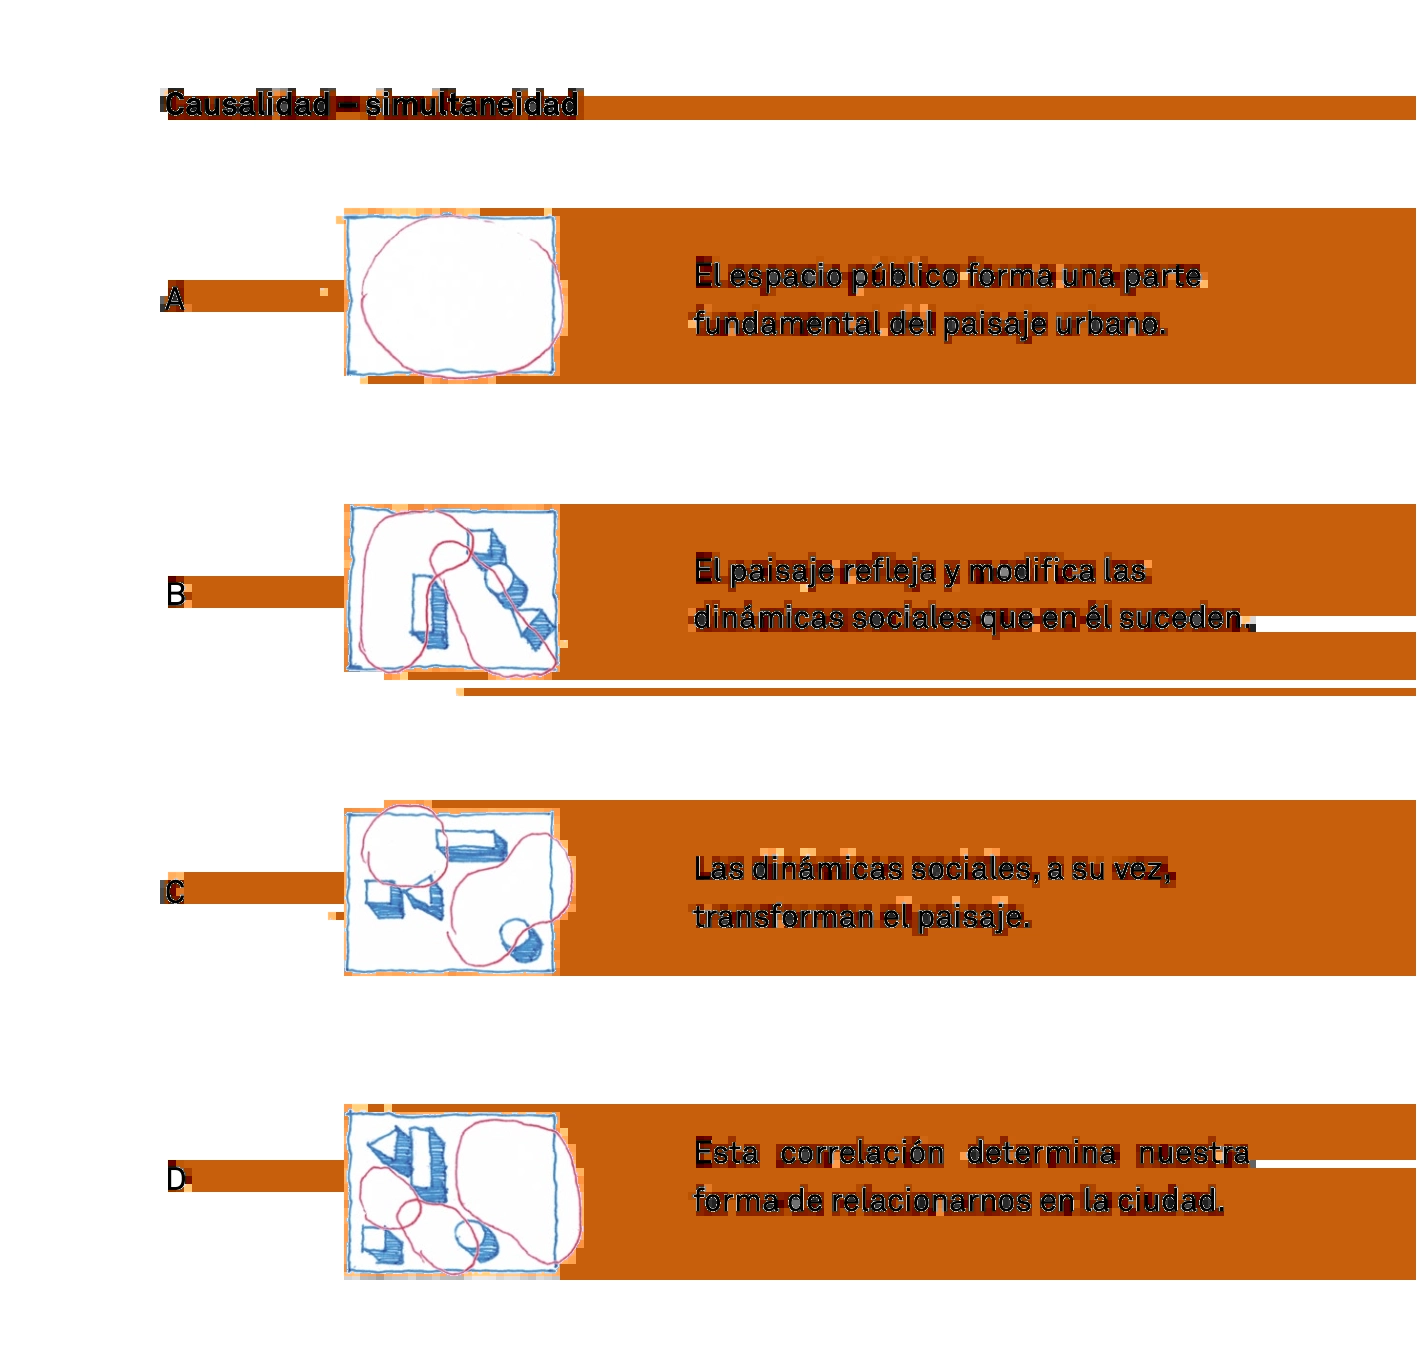 Causalidad – simultaneidad
A
El espacio público forma una parte
fundamental del paisaje urbano.
B
El paisaje refleja y modifica las
dinámicas sociales que en él suceden.
C
Las dinámicas sociales, a su vez,
transforman el paisaje.
D
Esta correlación determina nuestra
forma de relacionarnos en la ciudad.